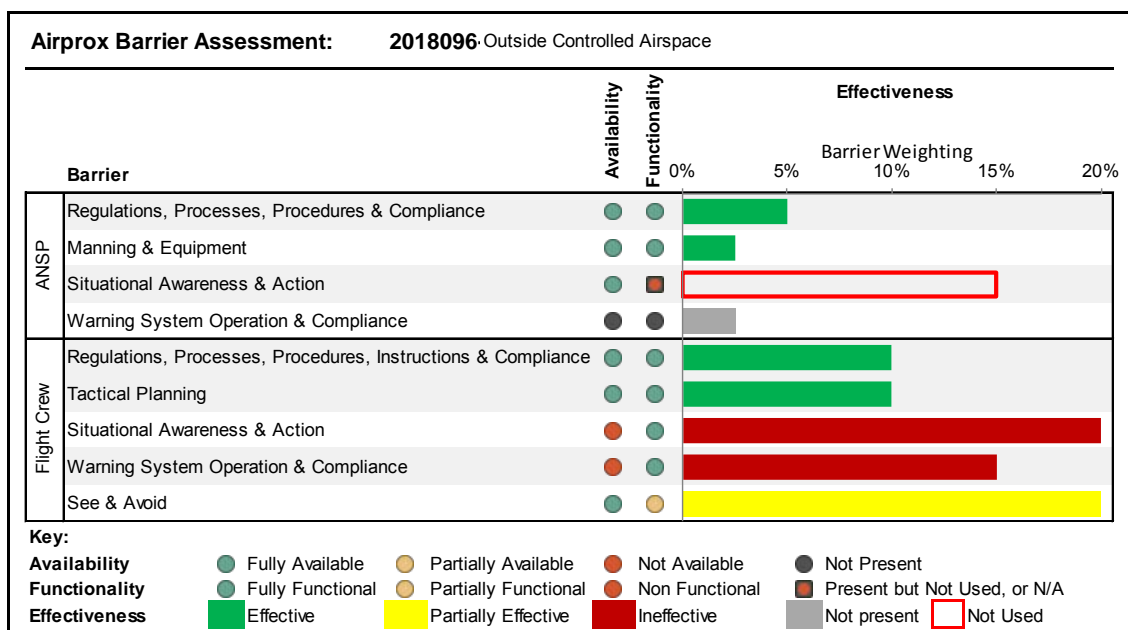 Airprox Barrier Assessment: 2018096 Outside Controlled Airspace
Availability
Functionality
Effectiveness
Barrier Weighting
Barrier
0% 5% 10% 15% 20%
ANSP
Regulations, Processes, Procedures & Compliance
Manning & Equipment
Situational Awareness & Action
Warning System Operation & Compliance
Flight Crew
Regulations, Processes, Procedures, Instructions & Compliance
Tactical Planning
Situational Awareness & Action
Warning System Operation & Compliance
See & Avoid
Key:
Availability Fully Available Partially Available Not Available Not Present
Functionality Fully Functional Partially Functional Non Functional Present but Not Used, or N/A
Effectiveness Effective Partially Effective Ineffective Not present Not Used